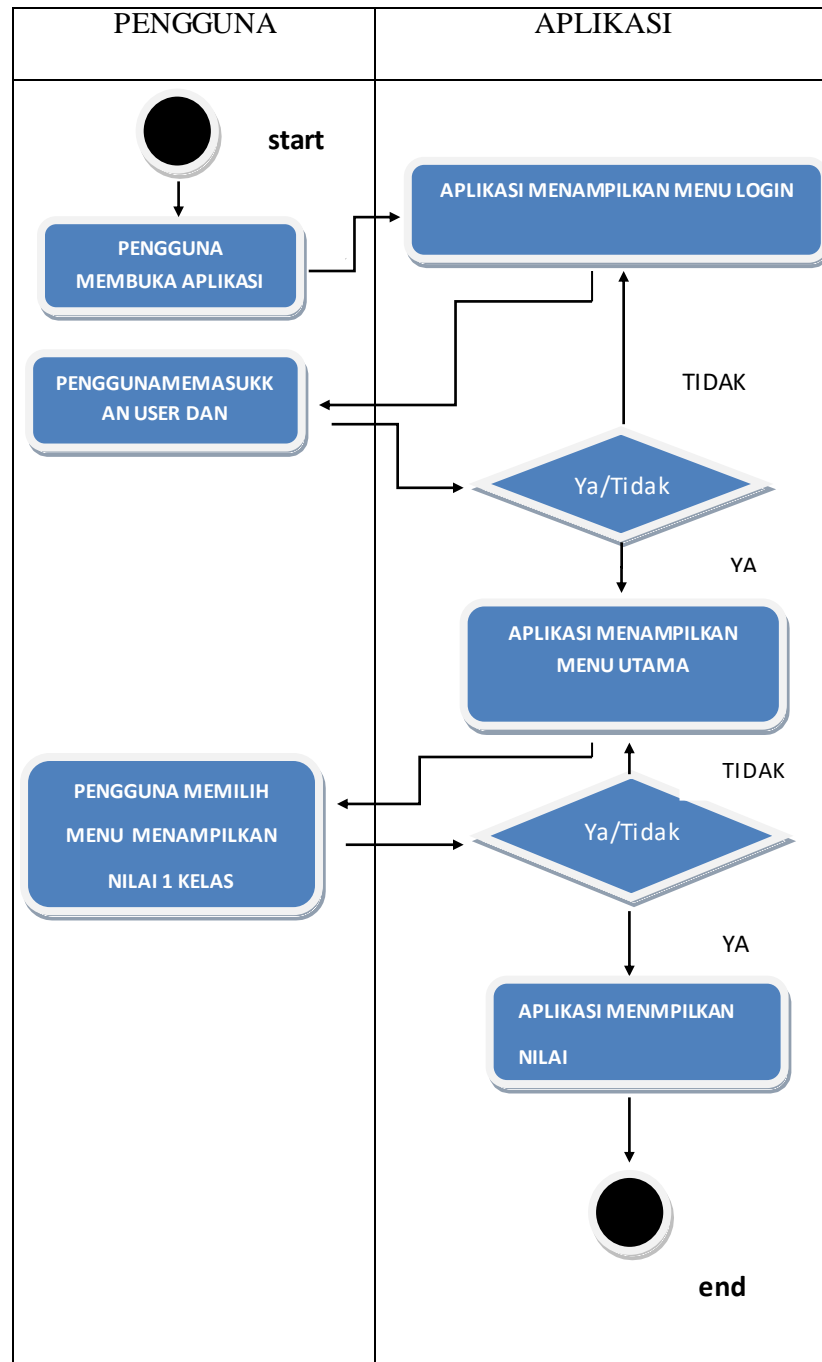 PENGGUNA
APLIKASI
start
APLIKASI MENAMPILKAN MENU LOGIN
PENGGUNA
MEMBUKA APLIKASI
PENGGUNAMEMASUKK
AN USER DAN
TIDAK
Ya/Tidak
YA
APLIKASI MENAMPILKAN
MENU UTAMA
TIDAK
PENGGUNA MEMILIH
MENU MENAMPILKAN
NILAI 1 KELAS
Ya/Tidak
YA
APLIKASI MENMPILKAN
NILAI
end